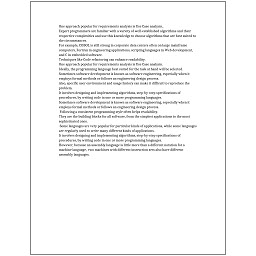 One approach popular for requirements analysis is Use Case analysis.
Expert programmers are familiar with a variety of well-established algorithms and their
respective complexities and use this knowledge to choose algorithms that are best suited to
the circumstances.
For example, COBOL is still strong in corporate data centers often on large mainframe
computers, Fortran in engineering applications, scripting languages in Web development,
and C in embedded software.
Techniques like Code refactoring can enhance readability.
One approach popular for requirements analysis is Use Case analysis.
Ideally, the programming language best suited for the task at hand will be selected.
Sometimes software development is known as software engineering, especially when it
employs formal methods or follows an engineering design process.
Also, specific user environment and usage history can make it difficult to reproduce the
problem.
It involves designing and implementing algorithms, step-by-step specifications of
procedures, by writing code in one or more programming languages.
Sometimes software development is known as software engineering, especially when it
employs formal methods or follows an engineering design process.
Following a consistent programming style often helps readability.
They are the building blocks for all software, from the simplest applications to the most
sophisticated ones.
Some languages are very popular for particular kinds of applications, while some languages
are regularly used to write many different kinds of applications.
It involves designing and implementing algorithms, step-by-step specifications of
procedures, by writing code in one or more programming languages.
However, because an assembly language is little more than a different notation for a
machine language, two machines with different instruction sets also have different
assembly languages.